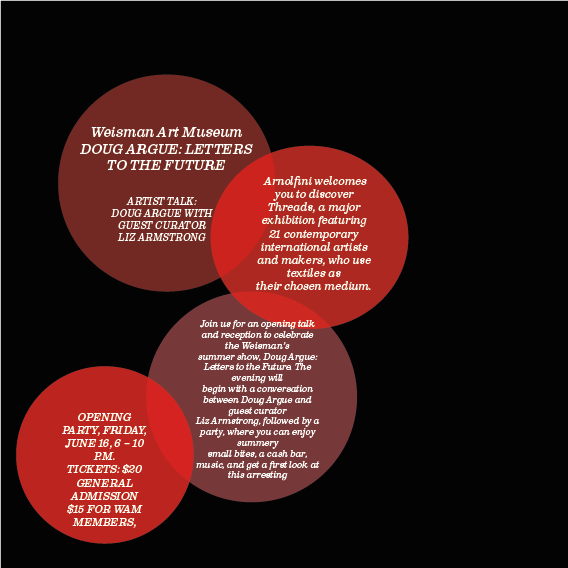 Weisman Art Museum
DOUG ARGUE: LETTERS
TO THE FUTURE
ARTIST TALK:
DOUG ARGUE WITH
GUEST CURATOR
LIZ ARMSTRONG
Arnolfini welcomes
you to discover
Threads, a major
exhibition featuring
21 contemporary
international artists
and makers, who use
textiles as
their chosen medium.
Join us for an opening talk
and reception to celebrate
the Weisman's
summer show, Doug Argue:
Letters to the Future. The
evening will
begin with a conversation
between Doug Argue and
guest curator
Liz Armstrong, followed by a
party, where you can enjoy
summery
small bites, a cash bar,
music, and get a first look at
this arresting
OPENING
PARTY, FRIDAY,
JUNE 16, 6 – 10
P.M.
TICKETS: $20
GENERAL
ADMISSION
$15 FOR WAM
MEMBERS,